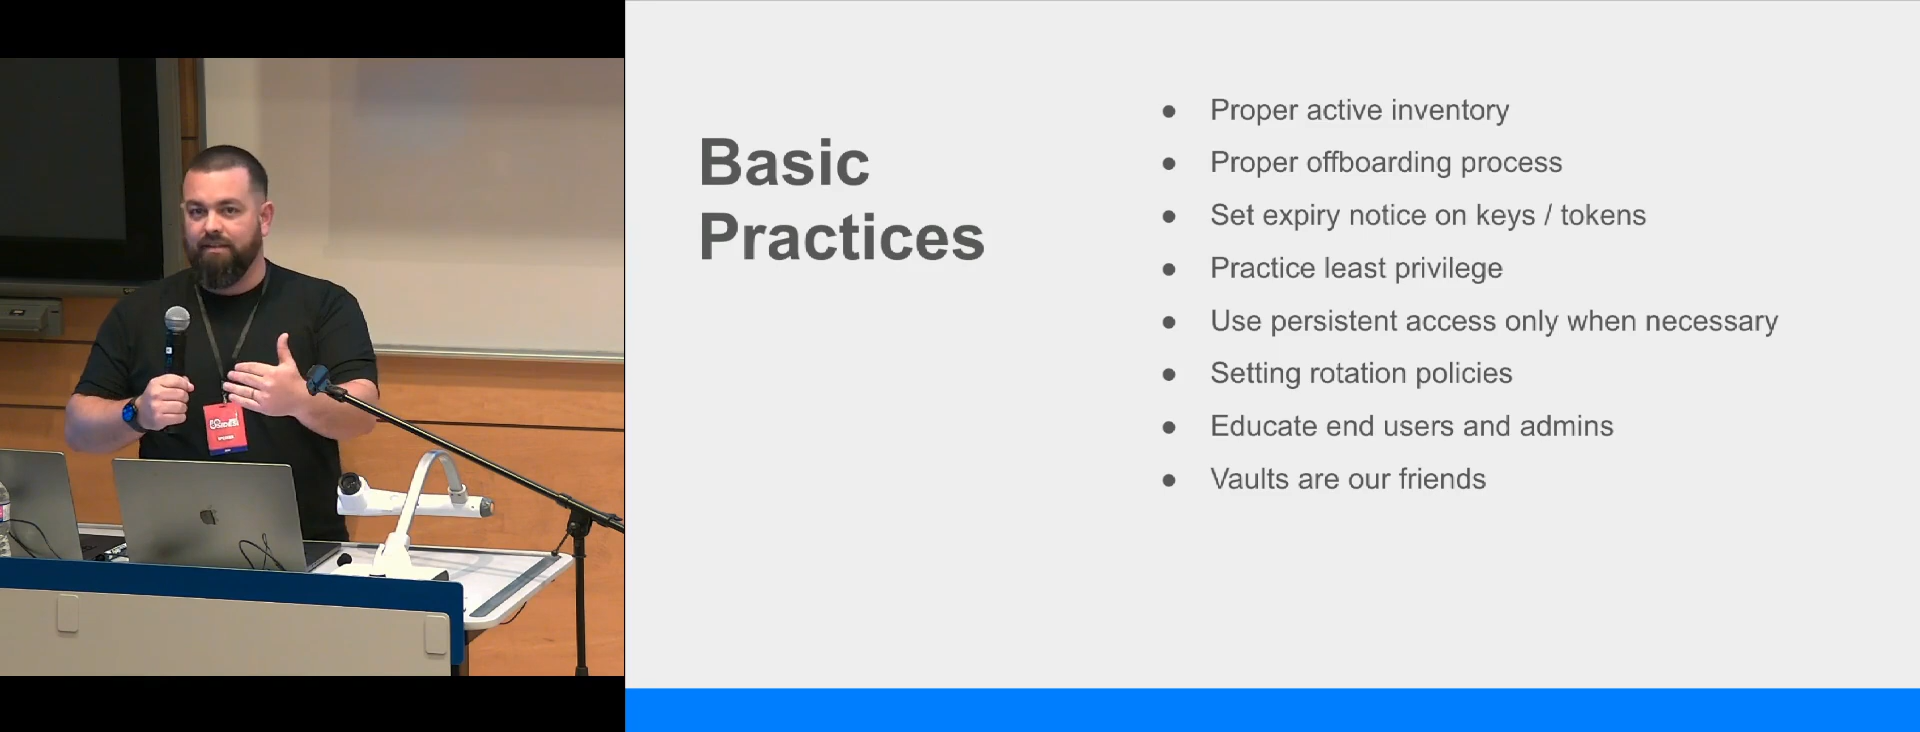 Basic
Practices
● Proper active inventory
● Proper offboarding process
● Set expiry notice on keys / tokens
● Practice least privilege
● Use persistent access only when necessary
● Setting rotation policies
● Educate end users and admins
● Vaults are our friends